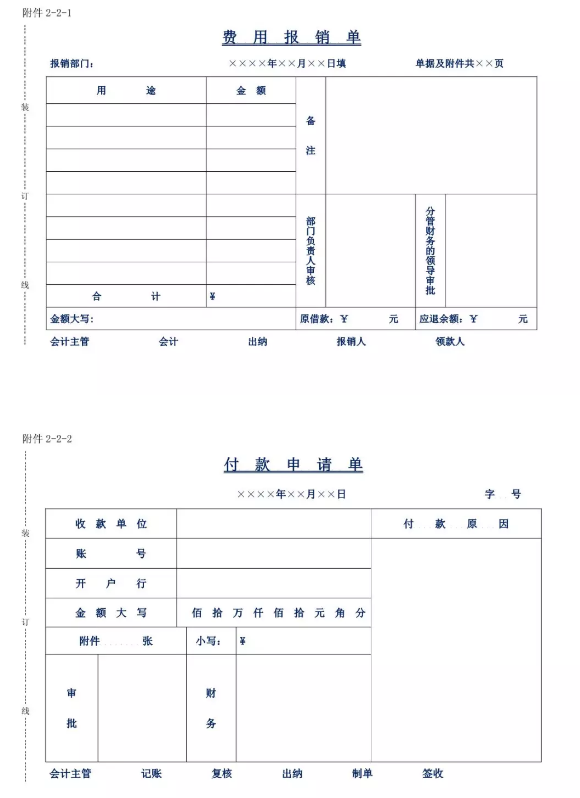 附件2-2-1
费用报销单
报销部门: ××××年××月××日填 单据及附件共××页
用途 金额 备注
部门负责人审核 分管财务的领导审批
合计 ¥
金额大写: 原借款:¥ 元 应退余额:¥ 元
会计主管 会计 出纳 报销人 领款人
装
订
线
附件2-2-2
付款申请单
××××年××月××日 字 号
收款单位 付款原因
账号
开户行
金额大写 佰拾万仟佰拾元角分
附件 张 小写: ¥
审批 财务
会计主管 记账 复核 出纳 制单 签收
装
订
线